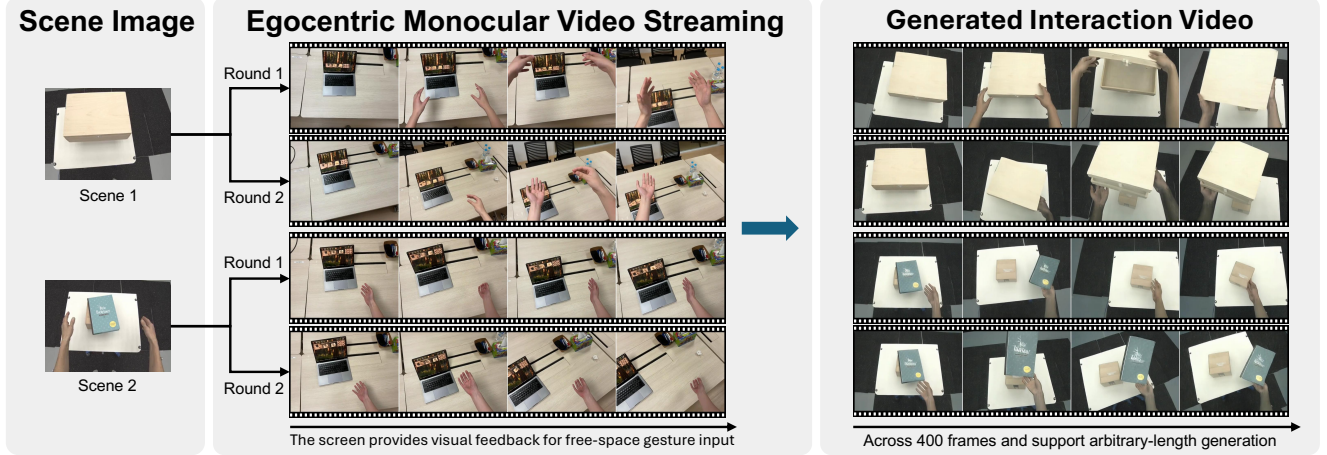 Scene Image
Egocentric Monocular Video Streaming
Generated Interaction Video
Round 1
Round 2
Scene 1
Round 1
Round 2
Scene 2
The screen provides visual feedback for free-space gesture input
Across 400 frames and support arbitrary-length generation